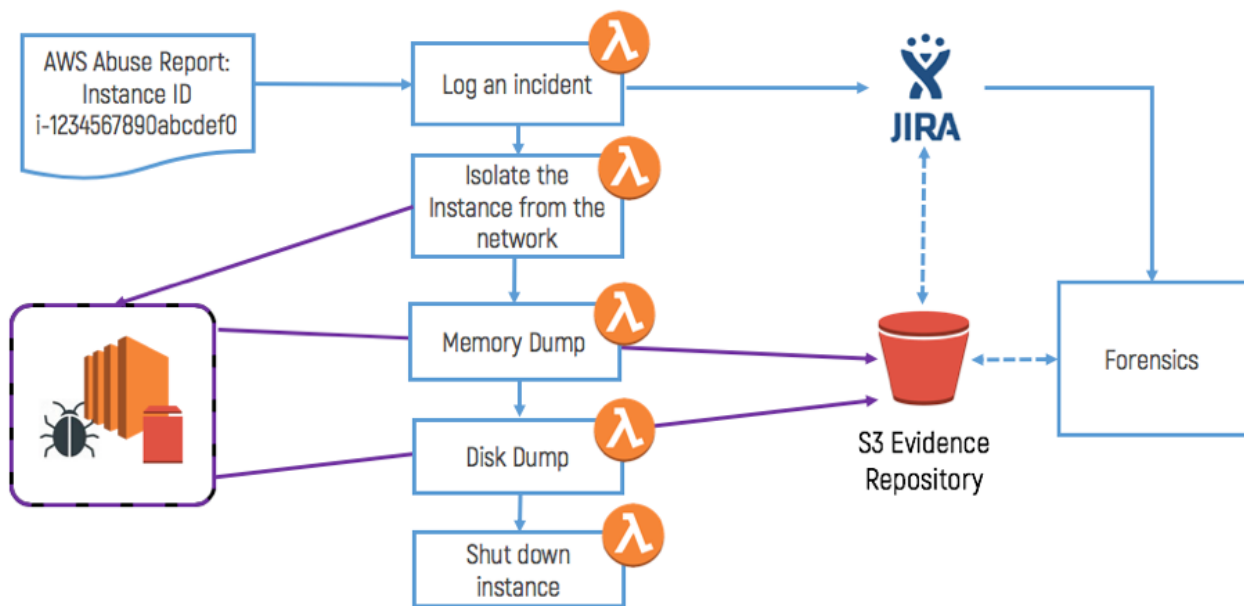 AWS Abuse Report:
Instance ID
i-1234567890abcdef0
Log an incident
λ
JIRA
Isolate the
Instance from the
network
λ
Memory Dump
λ
Forensics
Disk Dump
λ
S3 Evidence
Repository
Shut down
instance
λ